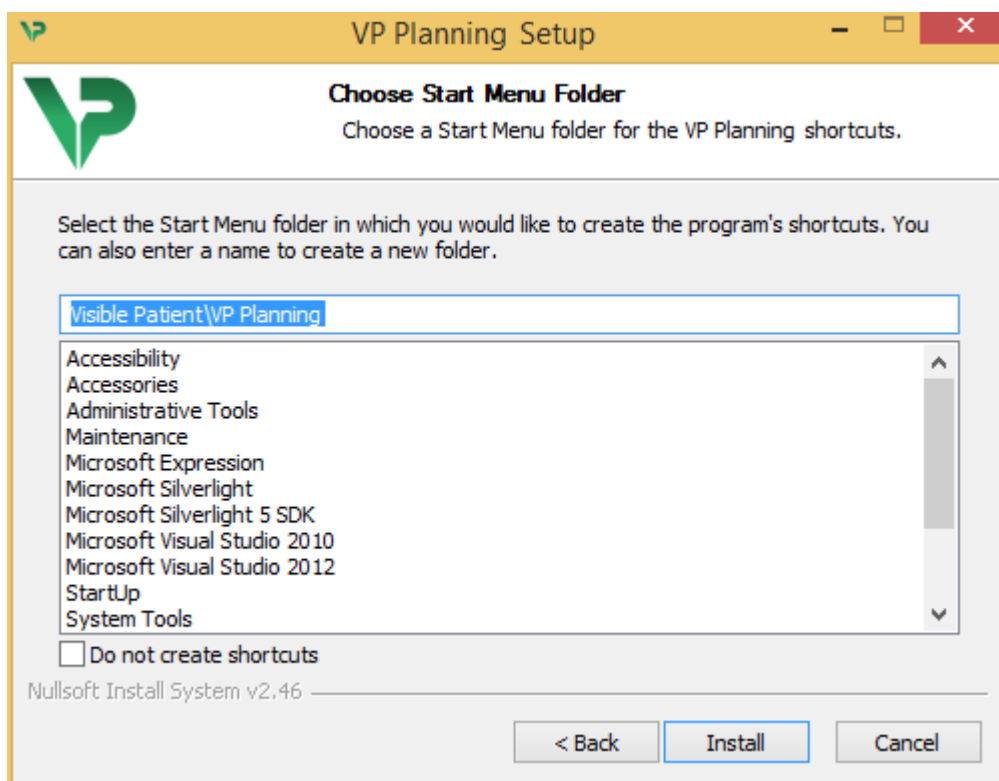 VP Planning Setup
VP
Choose Start Menu Folder
Choose a Start Menu folder for the VP Planning shortcuts.
Select the Start Menu folder in which you would like to create the program's shortcuts. You
can also enter a name to create a new folder.
Visible Patient\VP Planning
Accessibility
Accessories
Administrative Tools
Maintenance
Microsoft Expression
Microsoft Silverlight
Microsoft Silverlight 5 SDK
Microsoft Visual Studio 2010
Microsoft Visual Studio 2012
StartUp
System Tools
Do not create shortcuts
Nullsoft Install System v2.46
< Back Install Cancel